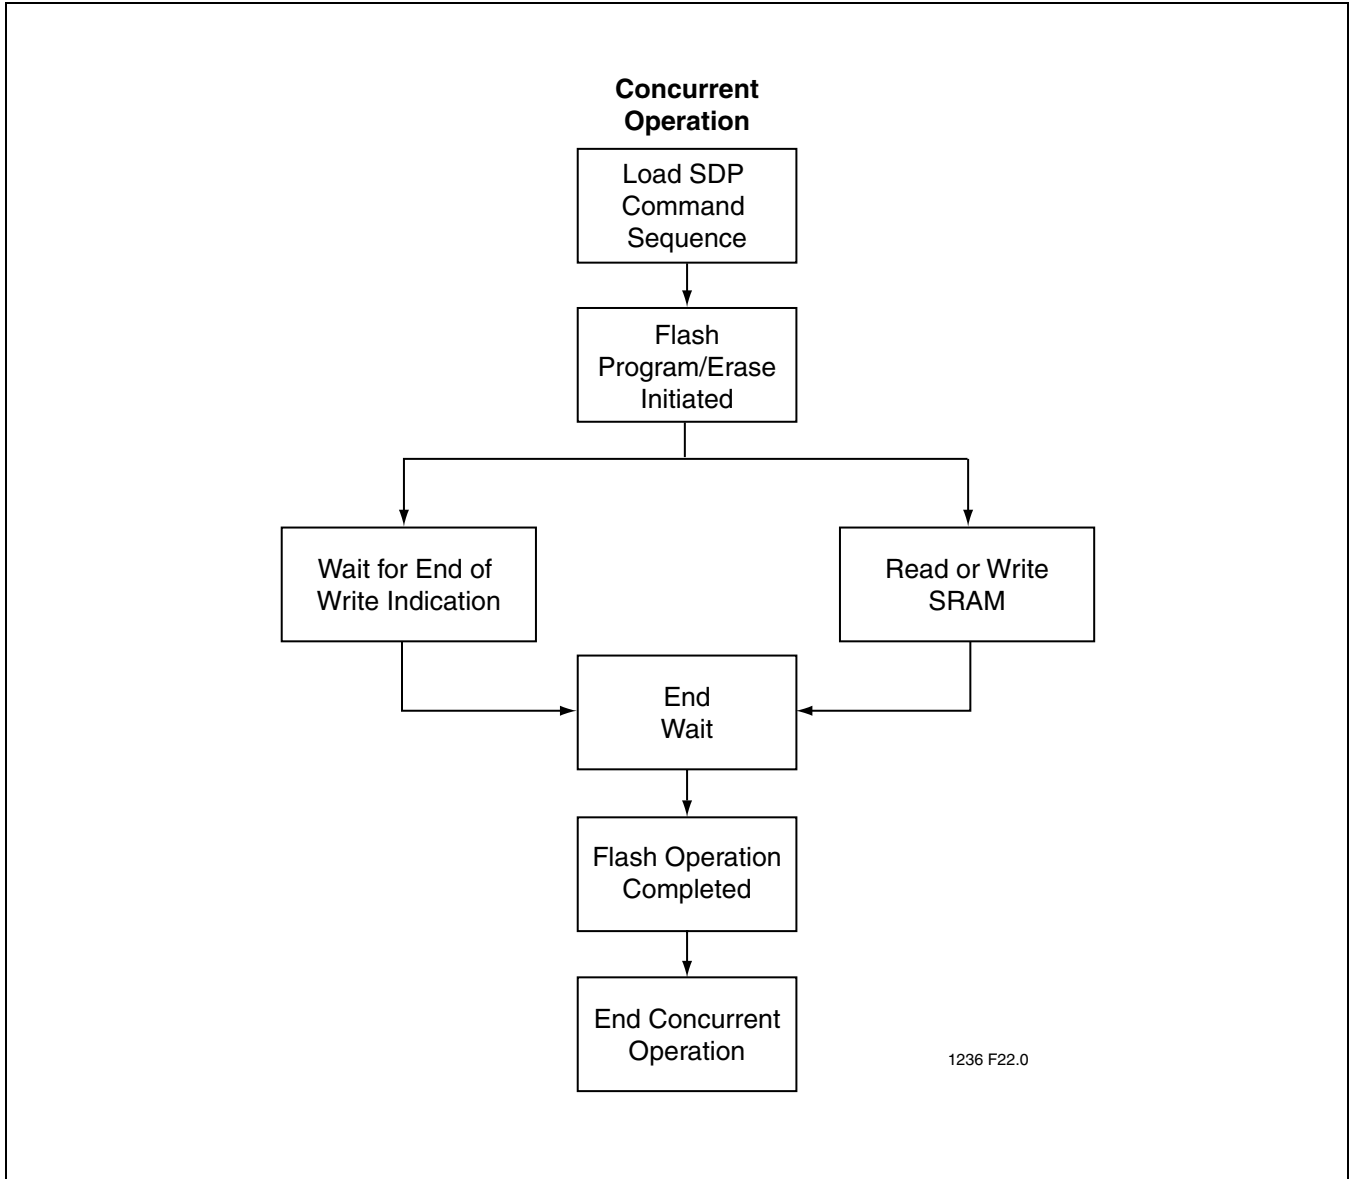 Concurrent
Operation
Load SDP
Command
Sequence
Flash
Program/Erase
Initiated
Wait for End of
Write Indication
Read or Write
SRAM
End
Wait
Flash Operation
Completed
End Concurrent
Operation
1236 F22.0